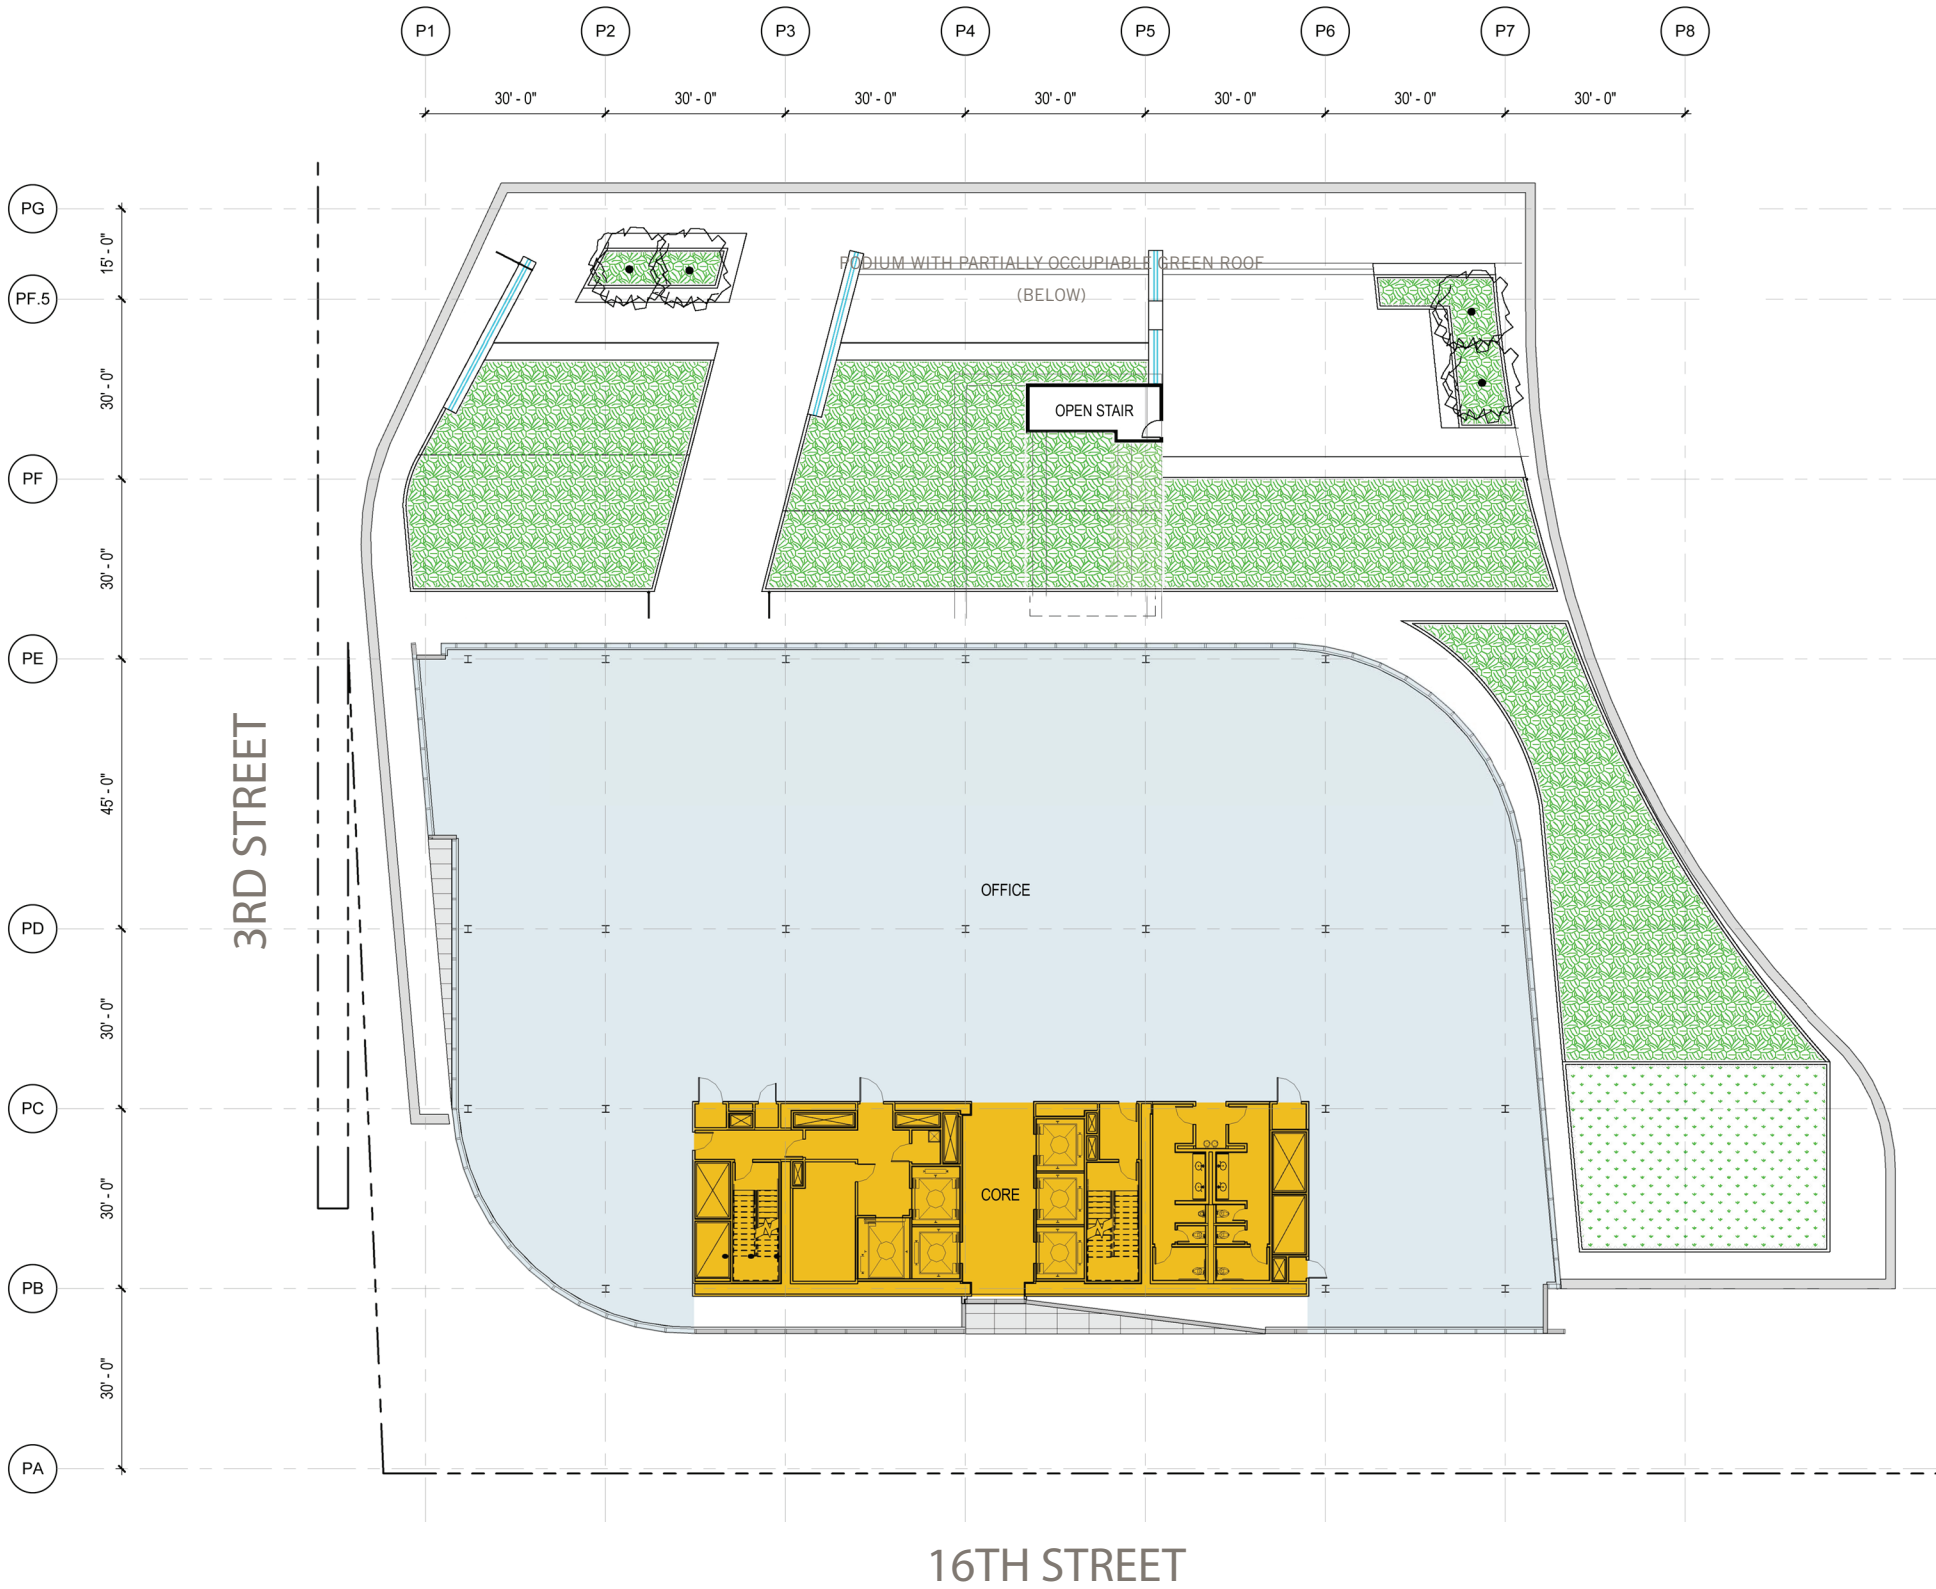 P1 P2 P3 P4 P5 P6 P7 P8
30' - 0" 30' - 0" 30' - 0" 30' - 0" 30' - 0" 30' - 0" 30' - 0"
PG
15' - 0"
PODIUM WITH PARTIALLY OCCUPIABLE GREEN ROOF
(BELOW)
PF.5
30' - 0"
OPEN STAIR
PF
30' - 0"
PE
45' - 0"
3RD STREET
OFFICE
PD
30' - 0"
PC
30' - 0"
CORE
PB
30' - 0"
PA
16TH STREET